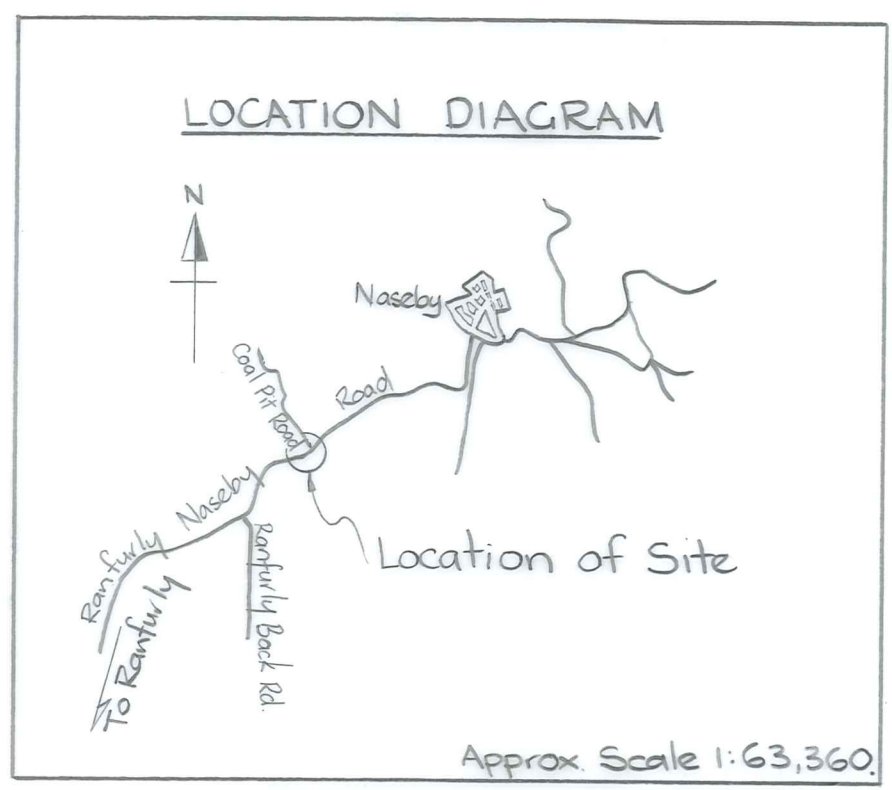 LOCATION DIAGRAM
N
Naseby
Coal Pit Road
Ranfurly Naseby Road
To Ranfurly
Ranfurly Back Rd.
Location of Site
Approx. Scale 1:63,360.